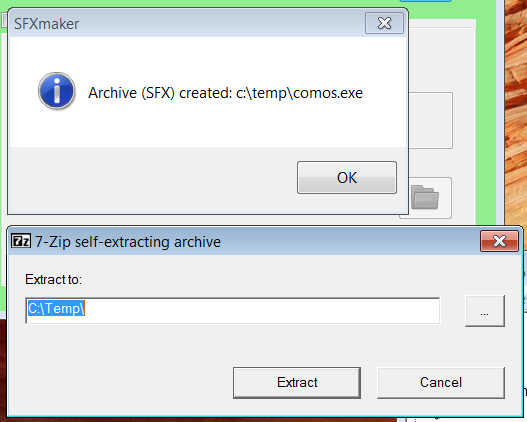 SFXmaker
Archive (SFX) created: c:\temp\comos.exe
OK
7z 7-Zip self-extracting archive
Extract to:
C:\Temp\
...
Extract
Cancel